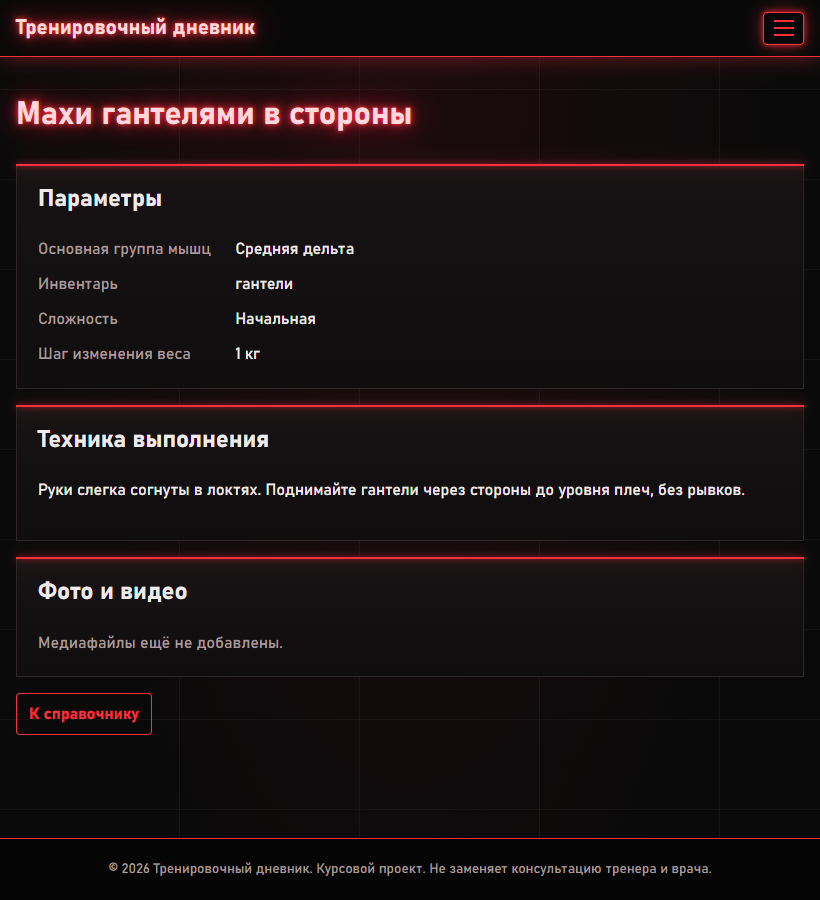 Тренировочный дневник
Махи гантелями в стороны
Параметры
Основная группа мышц Средняя дельта
Инвентарь гантели
Сложность Начальная
Шаг изменения веса 1 кг
Техника выполнения
Руки слегка согнуты в локтях. Поднимайте гантели через стороны до уровня плеч, без рывков.
Фото и видео
Медиафайлы ещё не добавлены.
К справочнику
© 2026 Тренировочный дневник. Курсовой проект. Не заменяет консультацию тренера и врача.